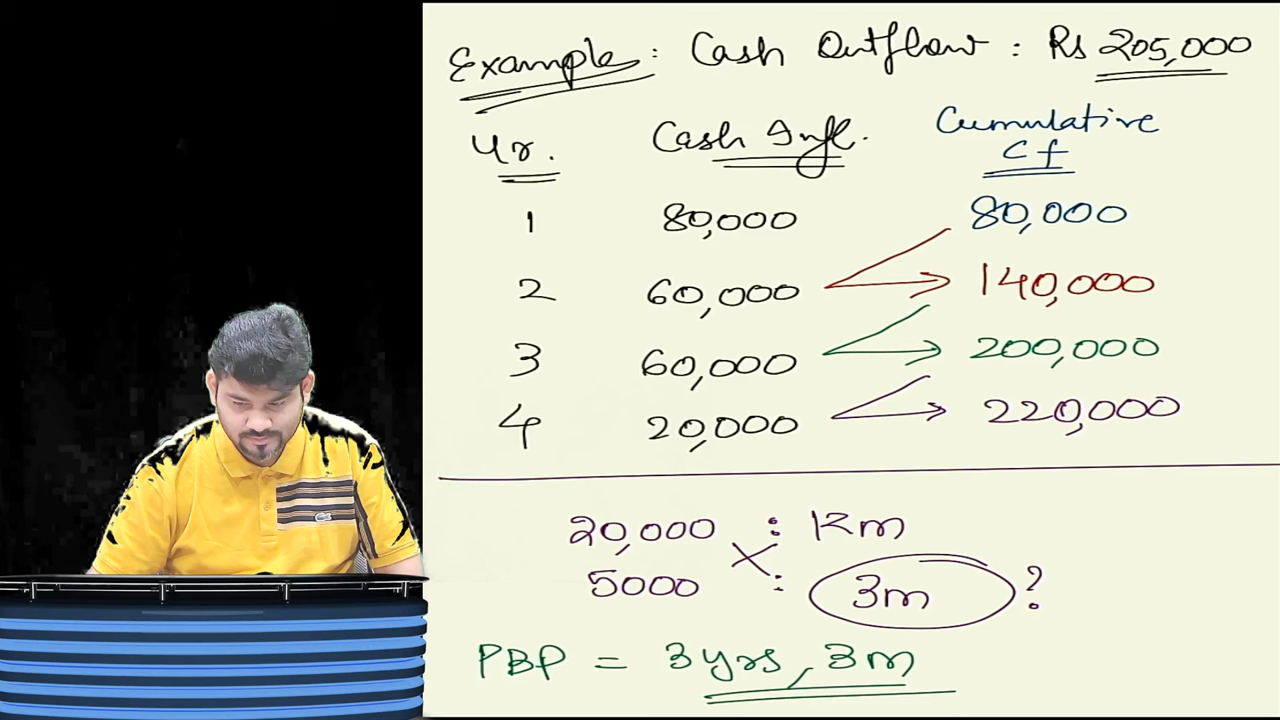 Example : Cash Outflow : Rs 205,000
Yr. Cash Infl. Cumulative Cf
1 80,000 80,000
2 60,000 140,000
3 60,000 200,000
4 20,000 220,000
20,000 : 12m
5000 : 3m ?
PBP = 3yrs, 3m